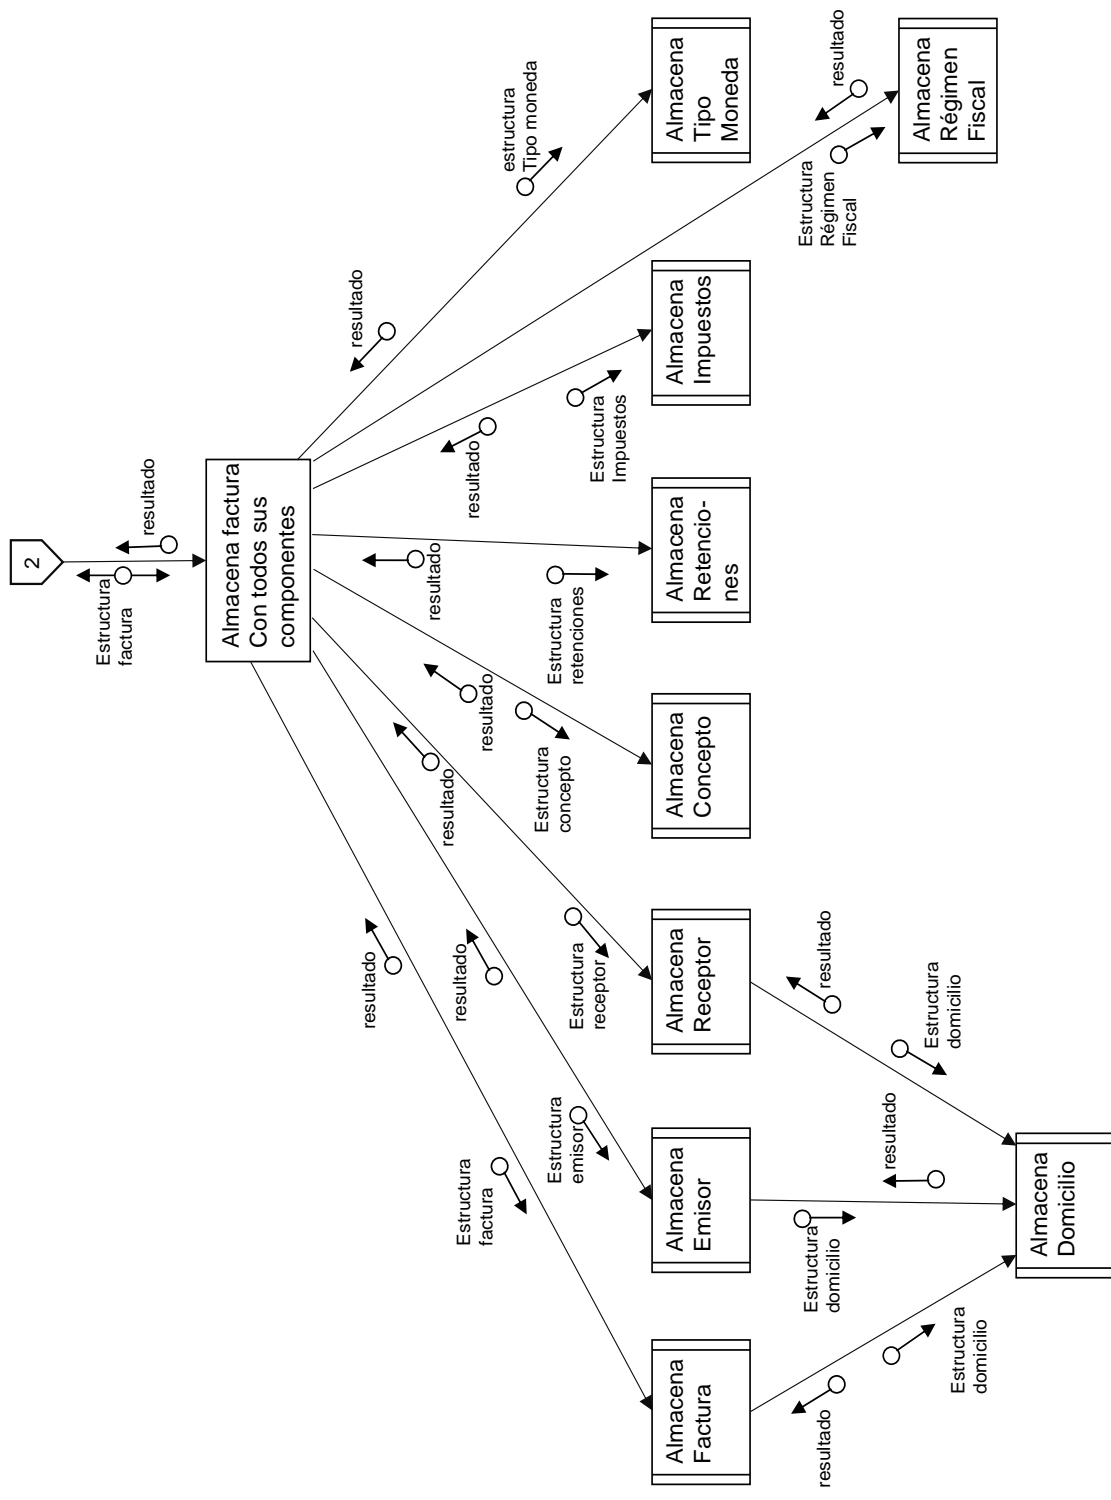 2
Estructura
factura
resultado
Almacena factura
Con todos sus
componentes
resultado
Estructura
factura
resultado
Estructura
emisor
resultado
Estructura
receptor
resultado
Estructura
concepto
resultado
Estructura
retenciones
resultado
Estructura
Impuestos
resultado
estructura
Tipo moneda
Almacena
Factura
Almacena
Emisor
Almacena
Receptor
Almacena
Concepto
Almacena
Retencio-
nes
Almacena
Impuestos
Almacena
Tipo
Moneda
Estructura
Régimen
Fiscal
resultado
Almacena
Régimen
Fiscal
resultado
Estructura
domicilio
Estructura
domicilio
resultado
resultado
Estructura
domicilio
Almacena
Domicilio